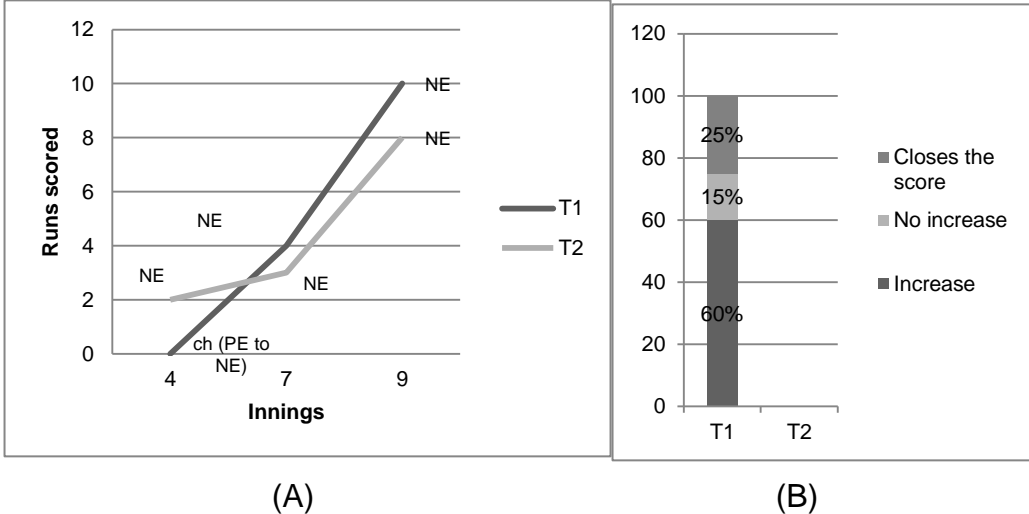 12
10
8
6
4
2
0
Runs scored
NE
NE
NE
NE
NE
ch (PE to
NE)
4
7
9
Innings
T1
T2
(A)
120
100
80
60
40
20
0
25%
15%
60%
T1
T2
Closes the
score
No increase
Increase
(B)